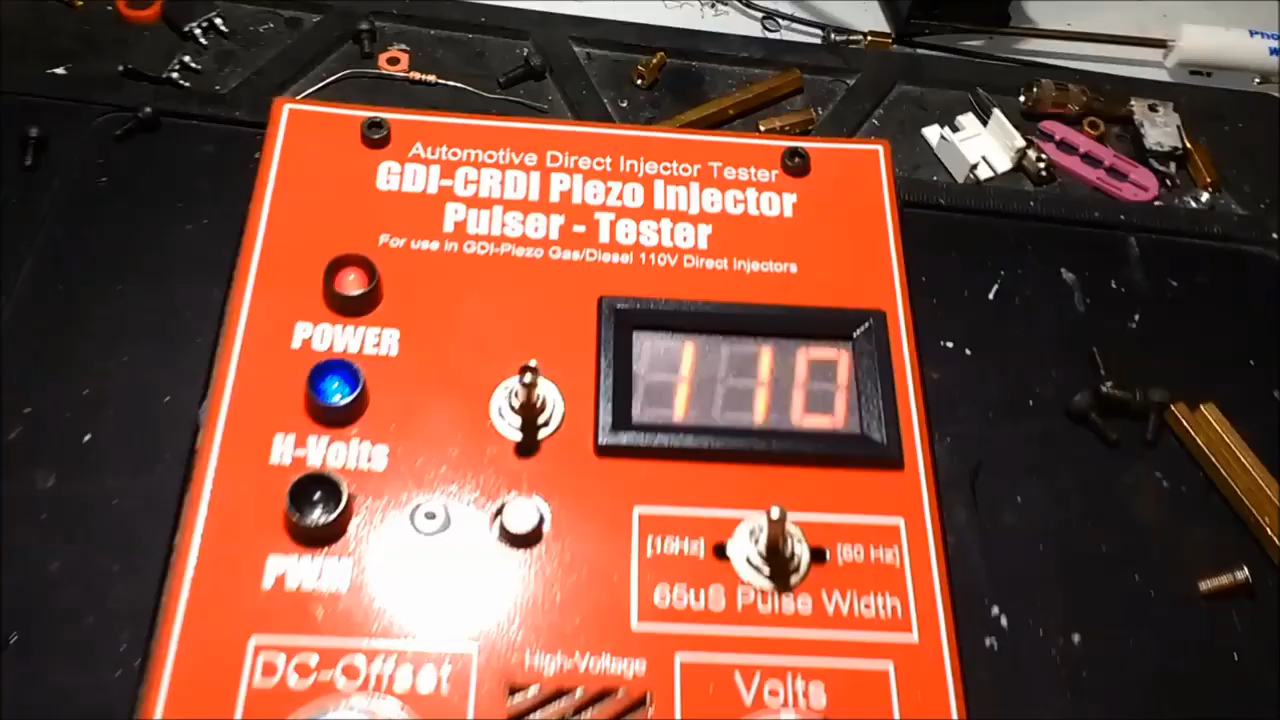 Automotive Direct Injector Tester
GDI-CRDI Piezo Injector
Pulser - Tester
For use in GDI-Piezo Gas/Diesel 110V Direct Injectors
POWER
110
H-Volts
[15Hz] [60 Hz]
PWM
65uS Pulse Width
DC-Offset
High-Voltage
Volts